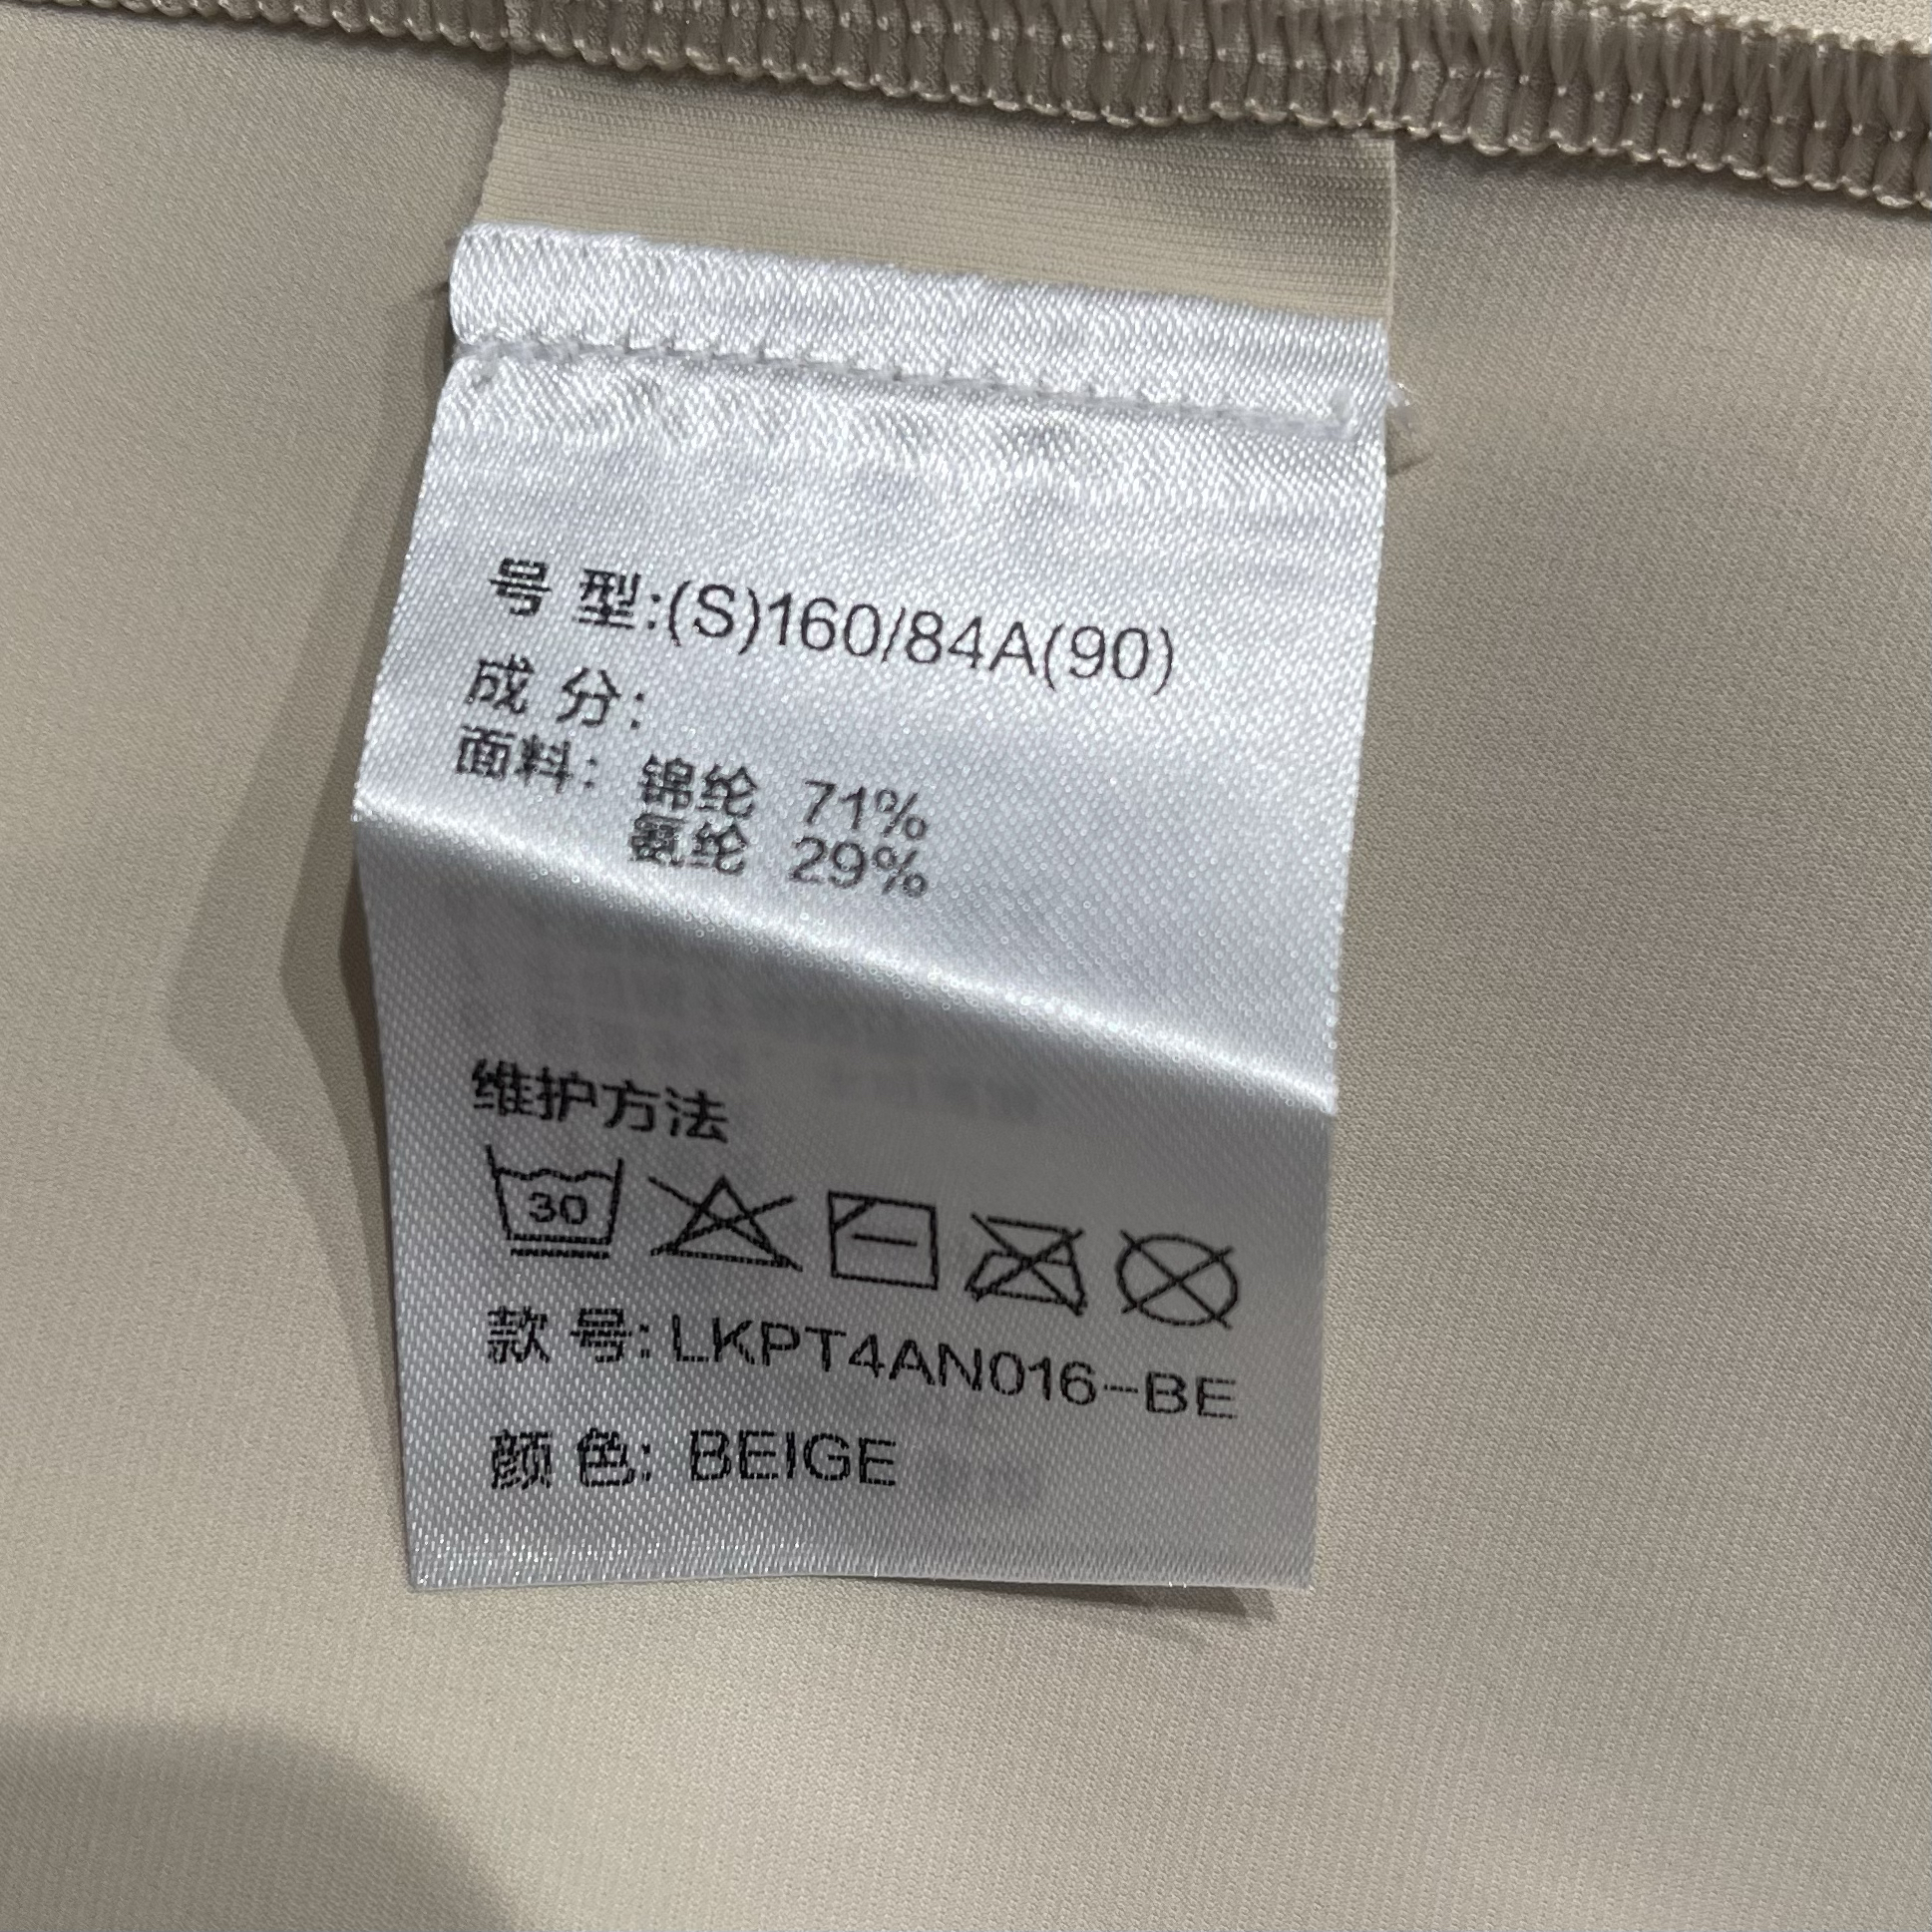 号 型:(S)160/84A(90)
成 分:
面料: 锦纶 71%
氨纶 29%
维护方法
30
款 号: LKPT4AN016-BE
颜 色: BEIGE